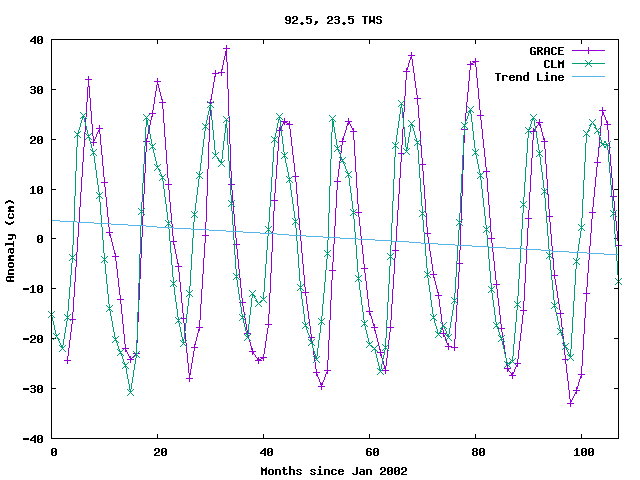 92.5, 23.5 TWS
GRACE
CLM
Trend Line
40
30
20
10
0
-10
-20
-30
-40
Anomaly (cm)
0 20 40 60 80 100
Months since Jan 2002